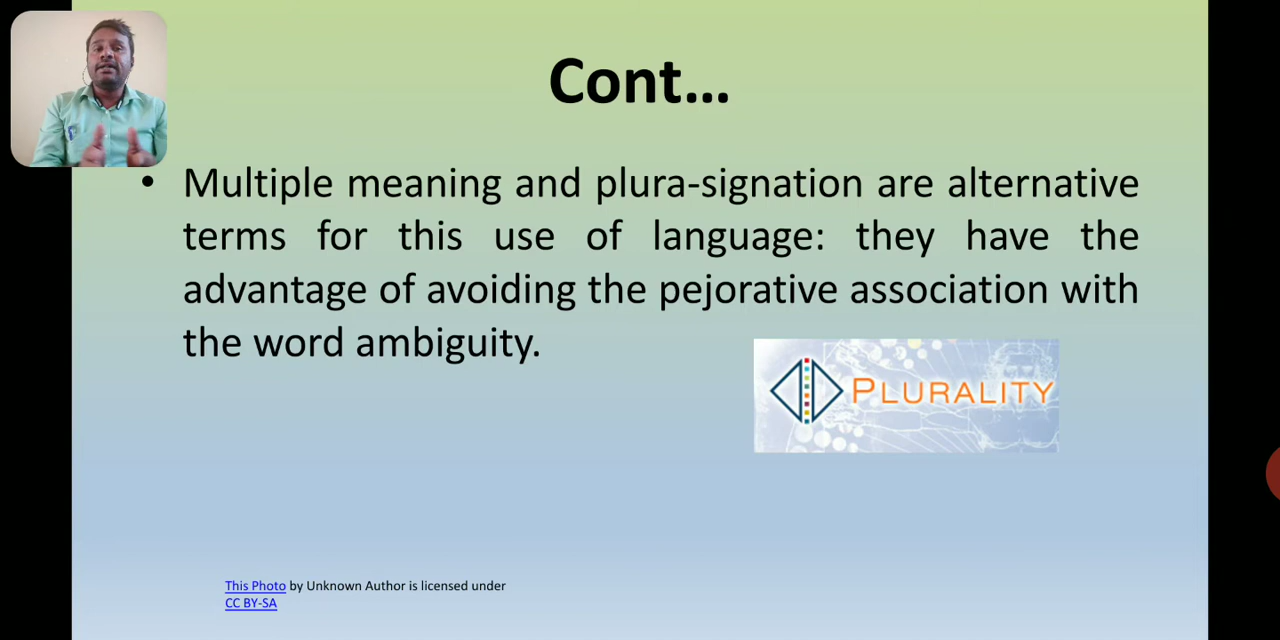 Cont...
• Multiple meaning and plura-signation are alternative
terms for this use of language: they have the
advantage of avoiding the pejorative association with
the word ambiguity.
PLURALITY
This Photo by Unknown Author is licensed under
CC BY-SA